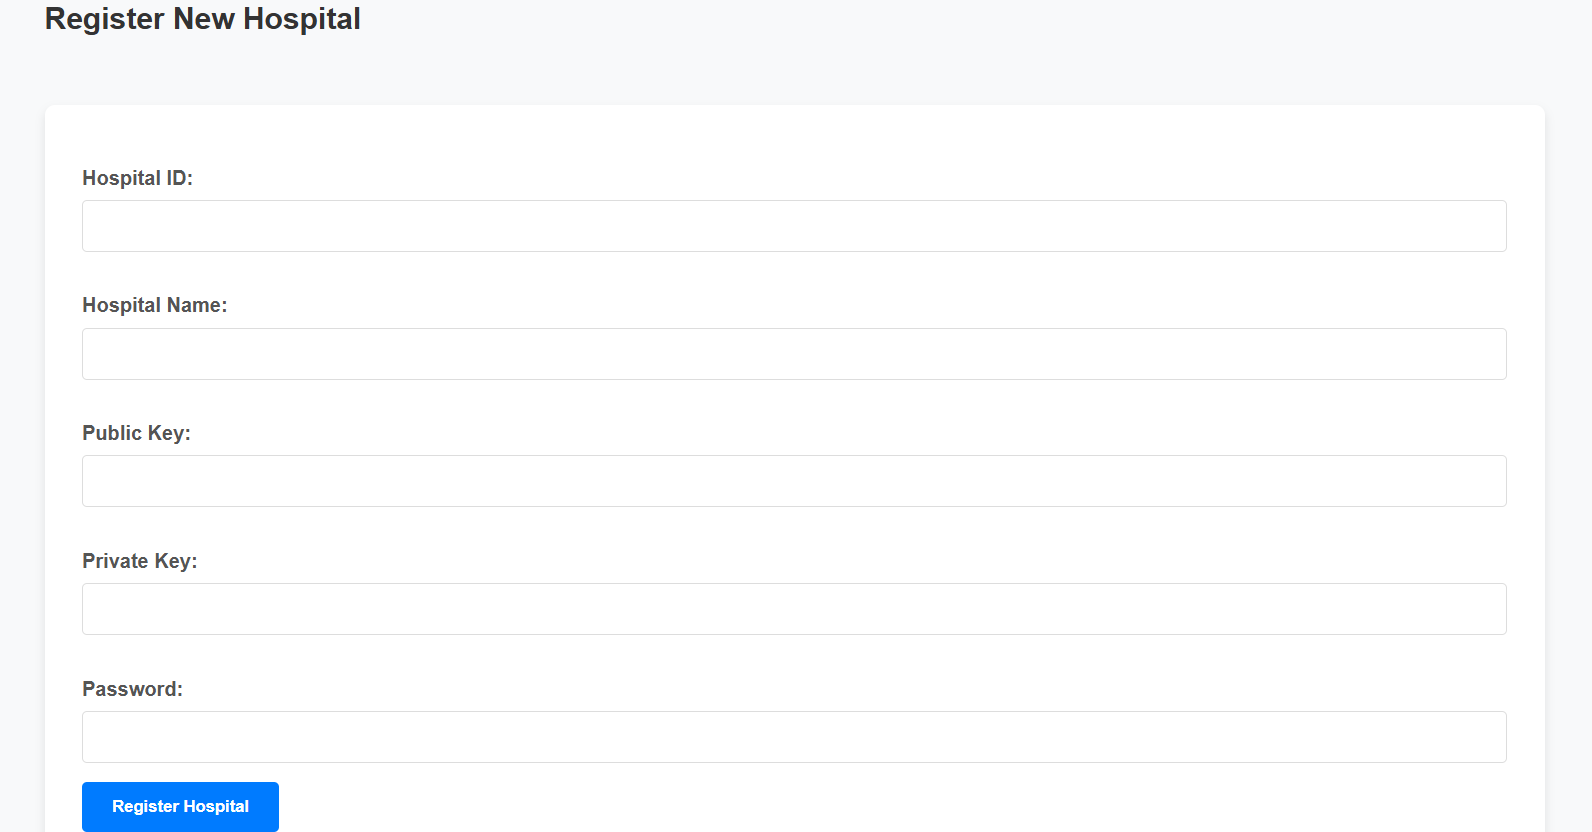 Register New Hospital
Hospital ID:
Hospital Name:
Public Key:
Private Key:
Password:
Register Hospital